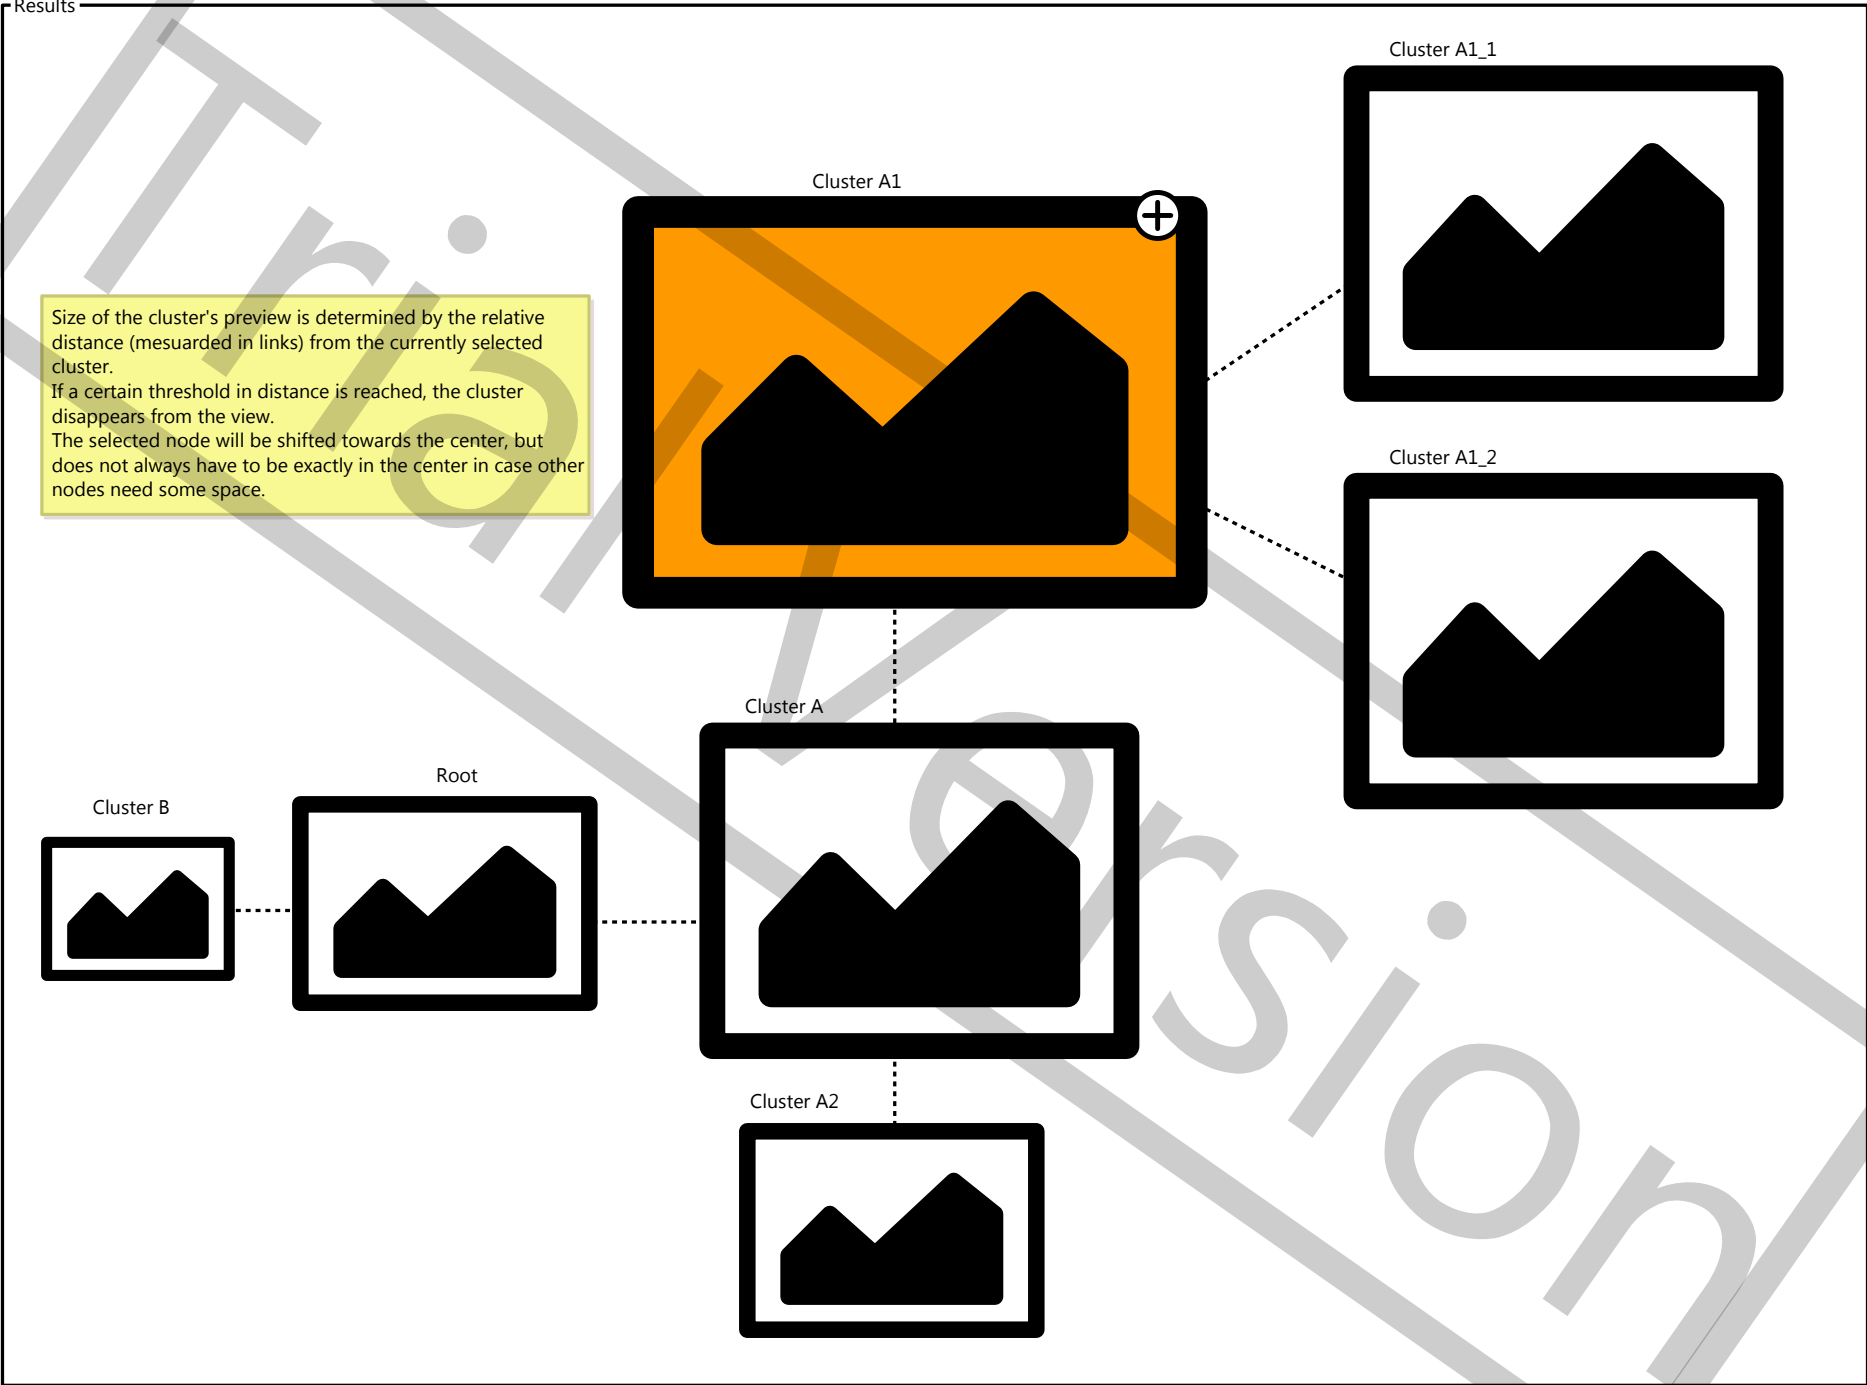 Results
Cluster A1_1
Cluster A1
Size of the cluster's preview is determined by the relative
distance (mesuarded in links) from the currently selected
cluster.
If a certain threshold in distance is reached, the cluster
disappears from the view.
The selected node will be shifted towards the center, but
does not always have to be exactly in the center in case other
nodes need some space.
Cluster A1_2
Cluster A
Root
Cluster B
Cluster A2
Trial Version